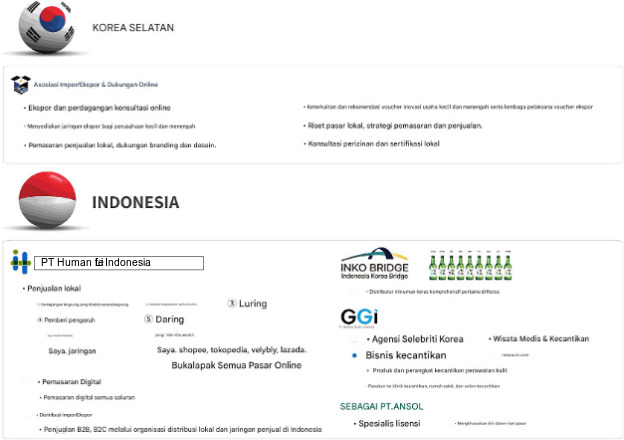 KOREA SELATAN
Asosiasi Impor/Ekspor & Dukungan Online
• Ekspor dan perdagangan konsultasi online
• Menyediakan jaringan ekspor bagi perusahaan kecil dan menengah
• Pemasaran penjualan lokal, dukungan branding dan desain.
• Keterkaitan dan rekomendasi voucher inovasi usaha kecil dan menengah serta lembaga pelaksana voucher ekspor
• Riset pasar lokal, strategi pemasaran dan penjualan.
• Konsultasi perizinan dan sertifikasi lokal
INDONESIA
PT Human Indonesia
• Penjualan lokal
③ Luring
④ Pemberi pengaruh
⑤ Daring
Saya. jaringan
Saya. shopee, tokopedia, velybly, lazada.
Bukalapak Semua Pasar Online
• Pemasaran Digital
• Pemasaran digital semua saluran
• Distribusi Impor/Ekspor
• Penjualan B2B, B2C melalui organisasi distribusi lokal dan jaringan penjual di Indonesia
INKO BRIDGE
Indonesia Korea Bridge
• Distributor minuman keras komprehensif pertama di Korea
GGi
• Agensi Selebriti Korea
• Wisata Medis & Kecantikan
• Bisnis kecantikan
• Produk dan perangkat kecantikan perawatan kulit
Pasokan ke klinik kecantikan, rumah sakit, dan salon kecantikan
SEBAGAI PT.ANSOL
• Spesialis lisensi